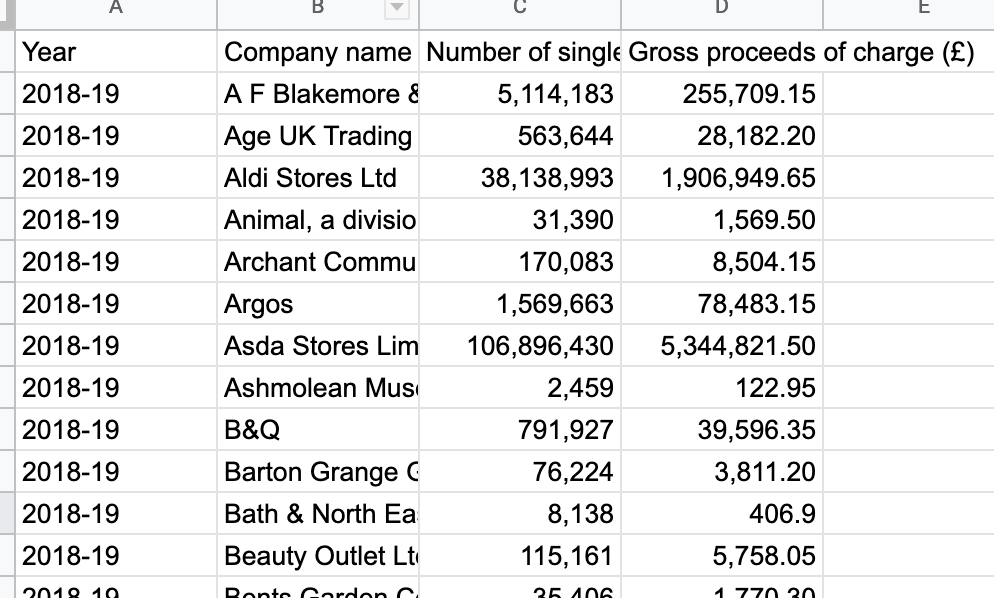 A B C D E
Year Company name Number of single Gross proceeds of charge (£)
2018-19 A F Blakemore & 5,114,183 255,709.15
2018-19 Age UK Trading 563,644 28,182.20
2018-19 Aldi Stores Ltd 38,138,993 1,906,949.65
2018-19 Animal, a divisio 31,390 1,569.50
2018-19 Archant Commu 170,083 8,504.15
2018-19 Argos 1,569,663 78,483.15
2018-19 Asda Stores Lim 106,896,430 5,344,821.50
2018-19 Ashmolean Muse 2,459 122.95
2018-19 B&Q 791,927 39,596.35
2018-19 Barton Grange G 76,224 3,811.20
2018-19 Bath & North Eas 8,138 406.9
2018-19 Beauty Outlet Ltd 115,161 5,758.05
2018-19 Bents Garden C 35,406 1,770.30